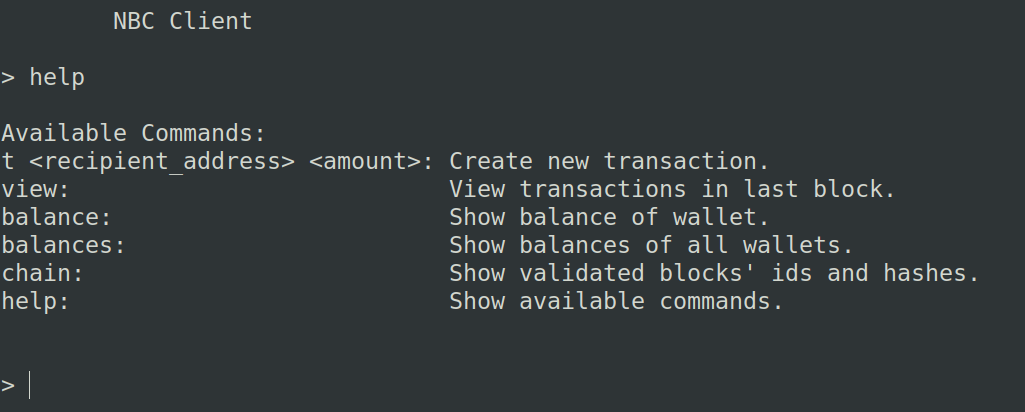 NBC Client
> help
Available Commands:
t <recipient_address> <amount>: Create new transaction.
view: View transactions in last block.
balance: Show balance of wallet.
balances: Show balances of all wallets.
chain: Show validated blocks' ids and hashes.
help: Show available commands.
>